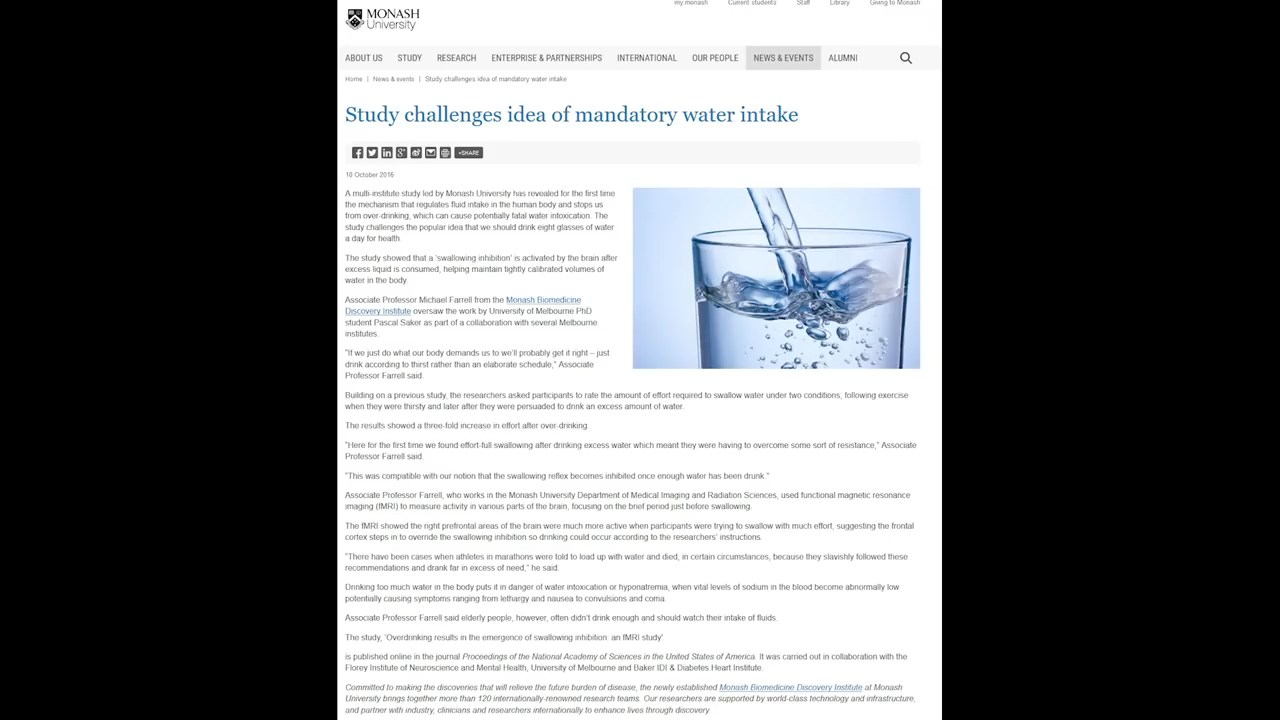 my monash Current students Staff Library Giving to Monash
MONASH
University
ABOUT US STUDY RESEARCH ENTERPRISE & PARTNERSHIPS INTERNATIONAL OUR PEOPLE NEWS & EVENTS ALUMNI
Home | News & events | Study challenges idea of mandatory water intake
Study challenges idea of mandatory water intake
+SHARE
10 October 2016
A multi-institute study led by Monash University has revealed for the first time
the mechanism that regulates fluid intake in the human body and stops us
from over-drinking, which can cause potentially fatal water intoxication. The
study challenges the popular idea that we should drink eight glasses of water
a day for health.
The study showed that a 'swallowing inhibition' is activated by the brain after
excess liquid is consumed, helping maintain tightly calibrated volumes of
water in the body.
Associate Professor Michael Farrell from the Monash Biomedicine
Discovery Institute oversaw the work by University of Melbourne PhD
student Pascal Saker as part of a collaboration with several Melbourne
institutes.
"If we just do what our body demands us to we'll probably get it right – just
drink according to thirst rather than an elaborate schedule," Associate
Professor Farrell said.
Building on a previous study, the researchers asked participants to rate the amount of effort required to swallow water under two conditions; following exercise
when they were thirsty and later after they were persuaded to drink an excess amount of water.
The results showed a three-fold increase in effort after over-drinking.
"Here for the first time we found effort-full swallowing after drinking excess water which meant they were having to overcome some sort of resistance," Associate
Professor Farrell said.
"This was compatible with our notion that the swallowing reflex becomes inhibited once enough water has been drunk."
Associate Professor Farrell, who works in the Monash University Department of Medical Imaging and Radiation Sciences, used functional magnetic resonance
imaging (fMRI) to measure activity in various parts of the brain, focusing on the brief period just before swallowing.
The fMRI showed the right prefrontal areas of the brain were much more active when participants were trying to swallow with much effort, suggesting the frontal
cortex steps in to override the swallowing inhibition so drinking could occur according to the researchers' instructions.
"There have been cases when athletes in marathons were told to load up with water and died, in certain circumstances, because they slavishly followed these
recommendations and drank far in excess of need," he said.
Drinking too much water in the body puts it in danger of water intoxication or hyponatremia, when vital levels of sodium in the blood become abnormally low
potentially causing symptoms ranging from lethargy and nausea to convulsions and coma.
Associate Professor Farrell said elderly people, however, often didn't drink enough and should watch their intake of fluids.
The study, 'Overdrinking results in the emergence of swallowing inhibition: an fMRI study'
is published online in the journal Proceedings of the National Academy of Sciences in the United States of America. It was carried out in collaboration with the
Florey Institute of Neuroscience and Mental Health, University of Melbourne and Baker IDI & Diabetes Heart Institute.
Committed to making the discoveries that will relieve the future burden of disease, the newly established Monash Biomedicine Discovery Institute at Monash
University brings together more than 120 internationally-renowned research teams. Our researchers are supported by world-class technology and infrastructure,
and partner with industry, clinicians and researchers internationally to enhance lives through discovery.